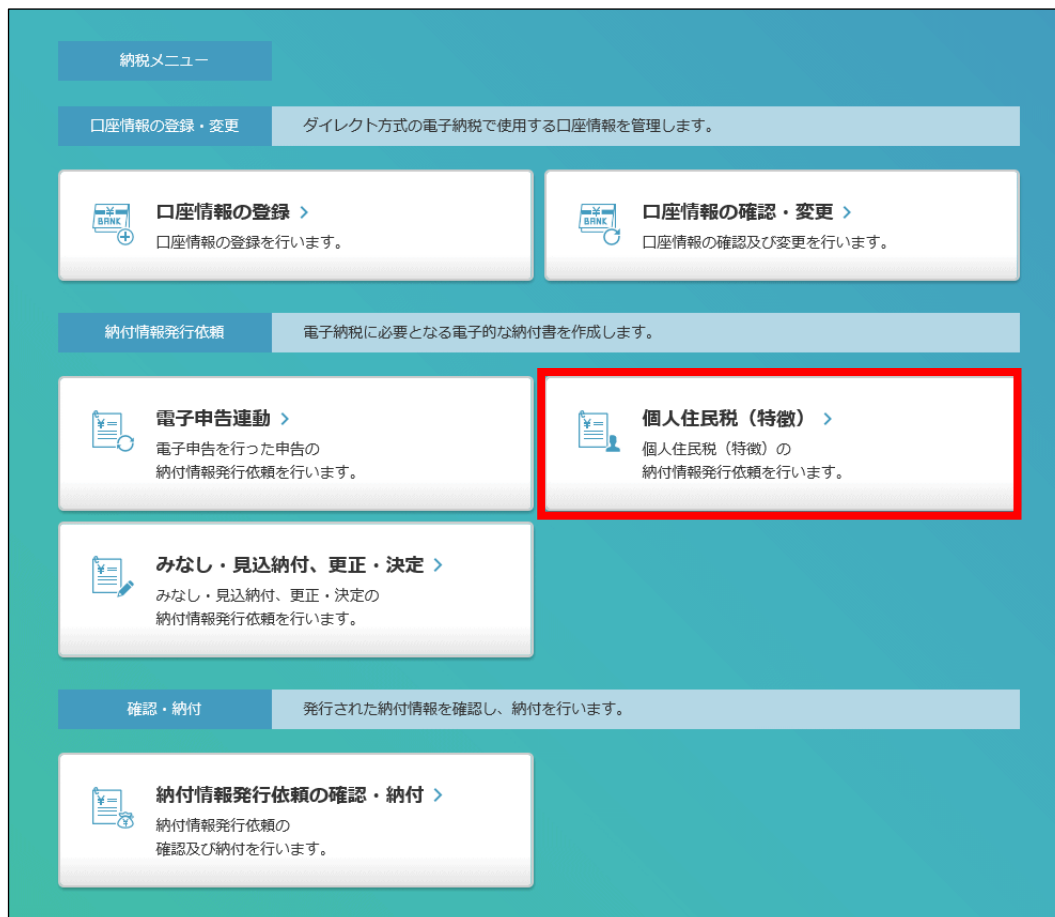 納税メニュー
口座情報の登録・変更
ダイレクト方式の電子納税で使用する口座情報を管理します。
BANK
口座情報の登録 >
口座情報の登録を行います。
BANK
口座情報の確認・変更 >
口座情報の確認及び変更を行います。
納付情報発行依頼
電子納税に必要となる電子的な納付書を作成します。
¥
電子申告連動 >
電子申告を行った申告の
納付情報発行依頼を行います。
¥
個人住民税（特徴） >
個人住民税（特徴）の
納付情報発行依頼を行います。
¥
みなし・見込納付、更正・決定 >
みなし・見込納付、更正・決定の
納付情報発行依頼を行います。
確認・納付
発行された納付情報を確認し、納付を行います。
¥
納付情報発行依頼の確認・納付 >
納付情報発行依頼の
確認及び納付を行います。